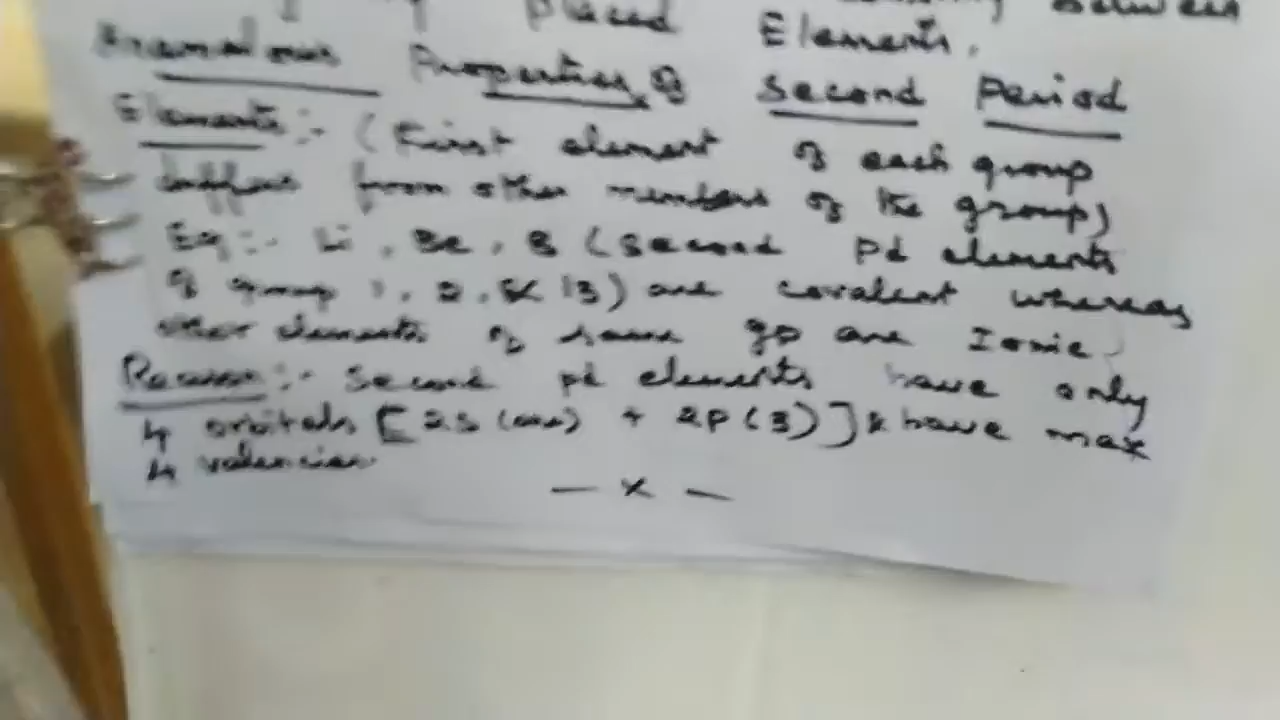 Placed between
Elements.
Anamalous Properties of Second Period
Elements :- (First element of each group
differs from other members of the group)
Eg :- Li, Be, B (Second Pd elements
of group 1, 2, & 13) are covalent whereas
other elements of same gp are Ionic.
Reason :- Second pd elements have only
4 orbitals [2s (one) + 2p (3)] & have max
4 valencies.
— x —